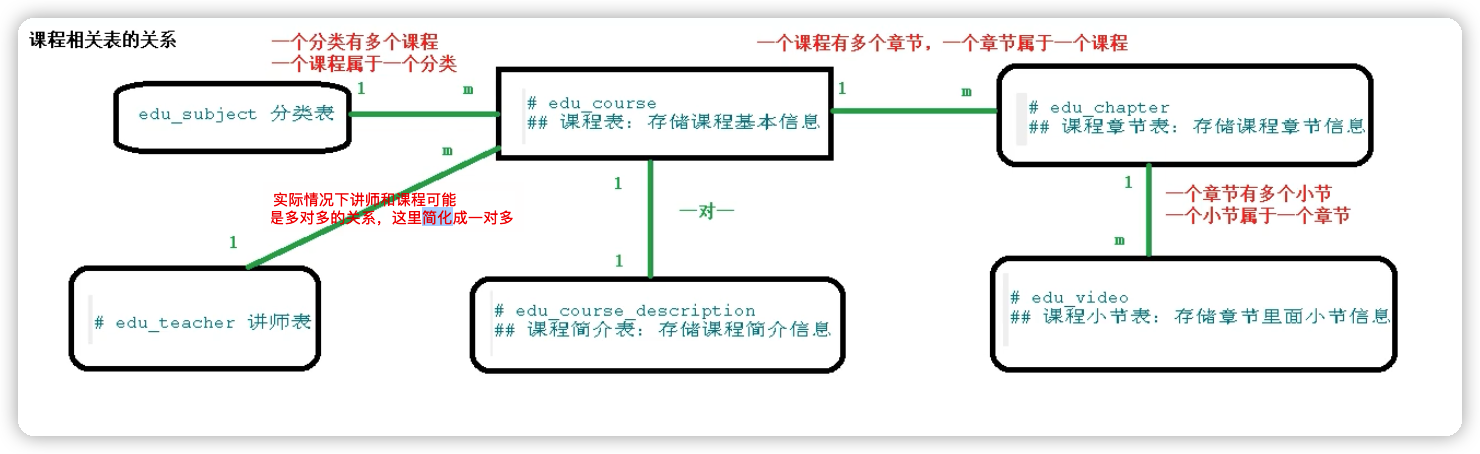 课程相关表的关系
一个分类有多个课程
一个课程属于一个分类
一个课程有多个章节，一个章节属于一个课程
1
m
1
m
edu_subject 分类表
# edu_course
## 课程表：存储课程基本信息
# edu_chapter
## 课程章节表：存储课程章节信息
m
实际情况下讲师和课程可能
是多对多的关系，这里简化成一对多
1
1
一对一
1
1
一个章节有多个小节
一个小节属于一个章节
m
# edu_teacher 讲师表
# edu_course_description
## 课程简介表：存储课程简介信息
# edu_video
## 课程小节表：存储章节里面小节信息